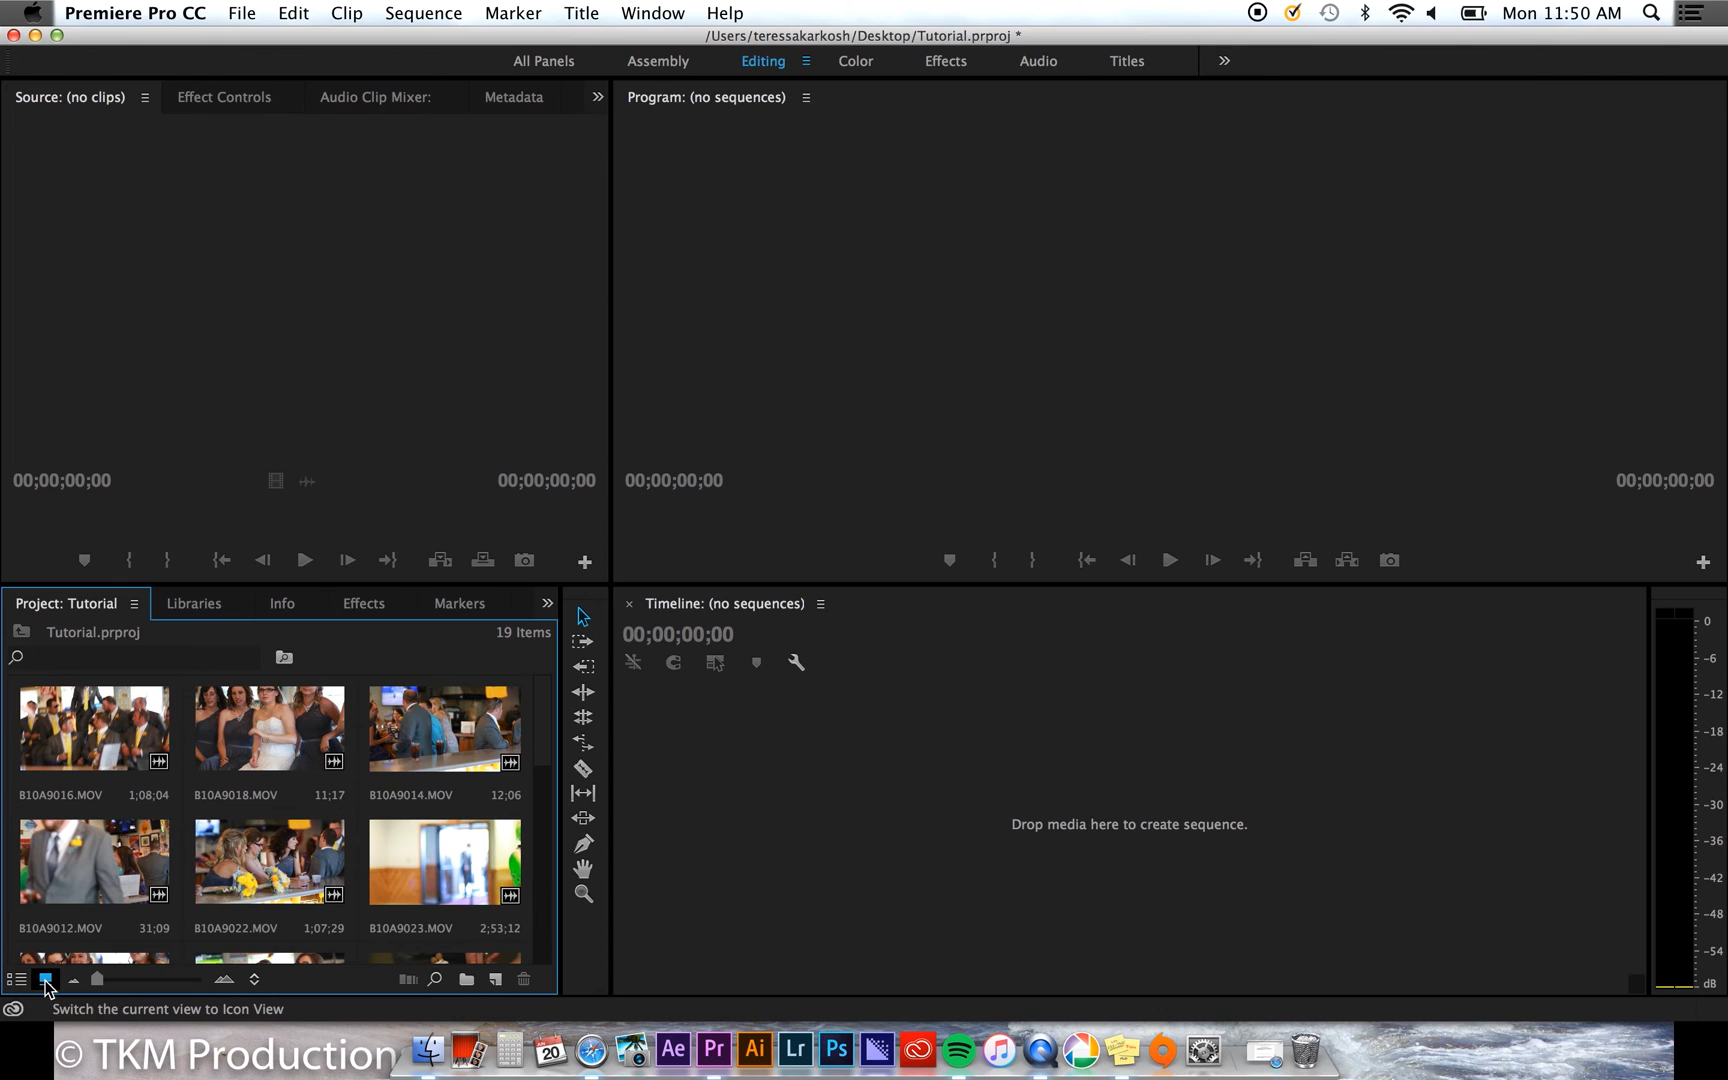 Premiere Pro CC File Edit Clip Sequence Marker Title Window Help Mon 11:50 AM
/Users/teressakarkosh/Desktop/Tutorial.prproj *
All Panels Assembly Editing Color Effects Audio Titles
Source: (no clips) Effect Controls Audio Clip Mixer: Metadata Program: (no sequences)
00;00;00;00 00;00;00;00 00;00;00;00 00;00;00;00
Project: Tutorial Libraries Info Effects Markers
Tutorial.prproj 19 Items
B10A9016.MOV 1;08;04 B10A9018.MOV 11;17 B10A9014.MOV 12;06
B10A9012.MOV 31;09 B10A9022.MOV 1;07;29 B10A9023.MOV 2;53;12
Switch the current view to Icon View
× Timeline: (no sequences)
00;00;00;00
Drop media here to create sequence.
0
-6
-12
-18
-24
-30
-36
-42
-48
-54
dB
© TKM Production
20
Ae Pr Ai Lr Ps